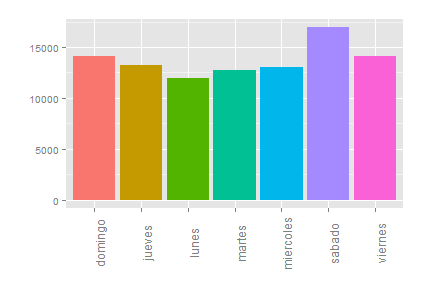 15000
10000
5000
0
domingo
jueves
lunes
martes
miercoles
sabado
viernes